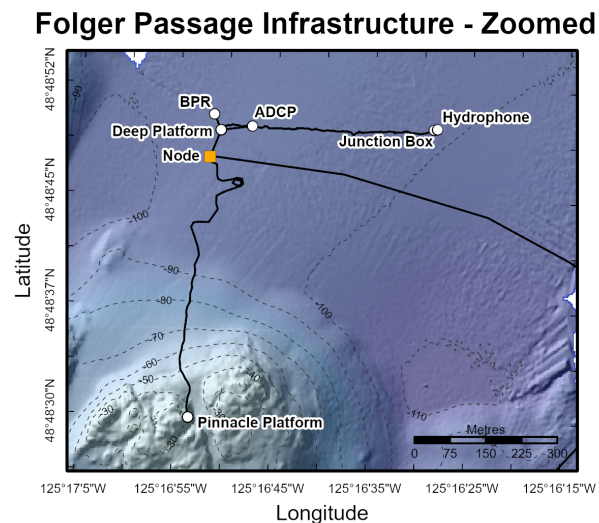 Folger Passage Infrastructure - Zoomed
48°48'52"N
-90
BPR
ADCP
Hydrophone
Deep Platform
Junction Box
Node
48°48'45"N
-100
Latitude
-90
48°48'37"N
-80
-100
-70
-60
-50
-40
-30
-30
-110
48°48'30"N
Pinnacle Platform
-30
Metres
0 75 150 225 300
125°17'5"W 125°16'55"W 125°16'45"W 125°16'35"W 125°16'25"W 125°16'15"W
Longitude